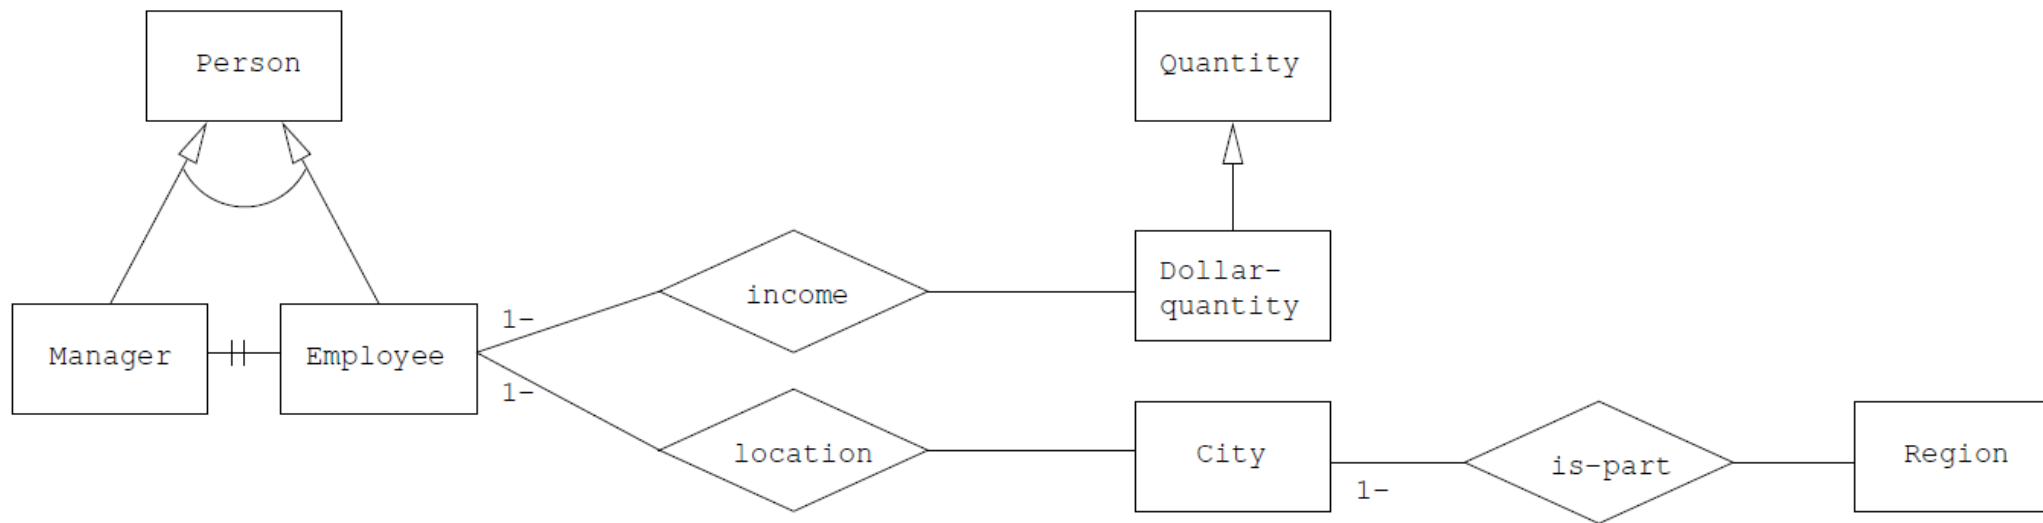 Person
Quantity
Dollar-
quantity
income
1-
Manager
Employee
1-
location
City
is-part
Region
1-